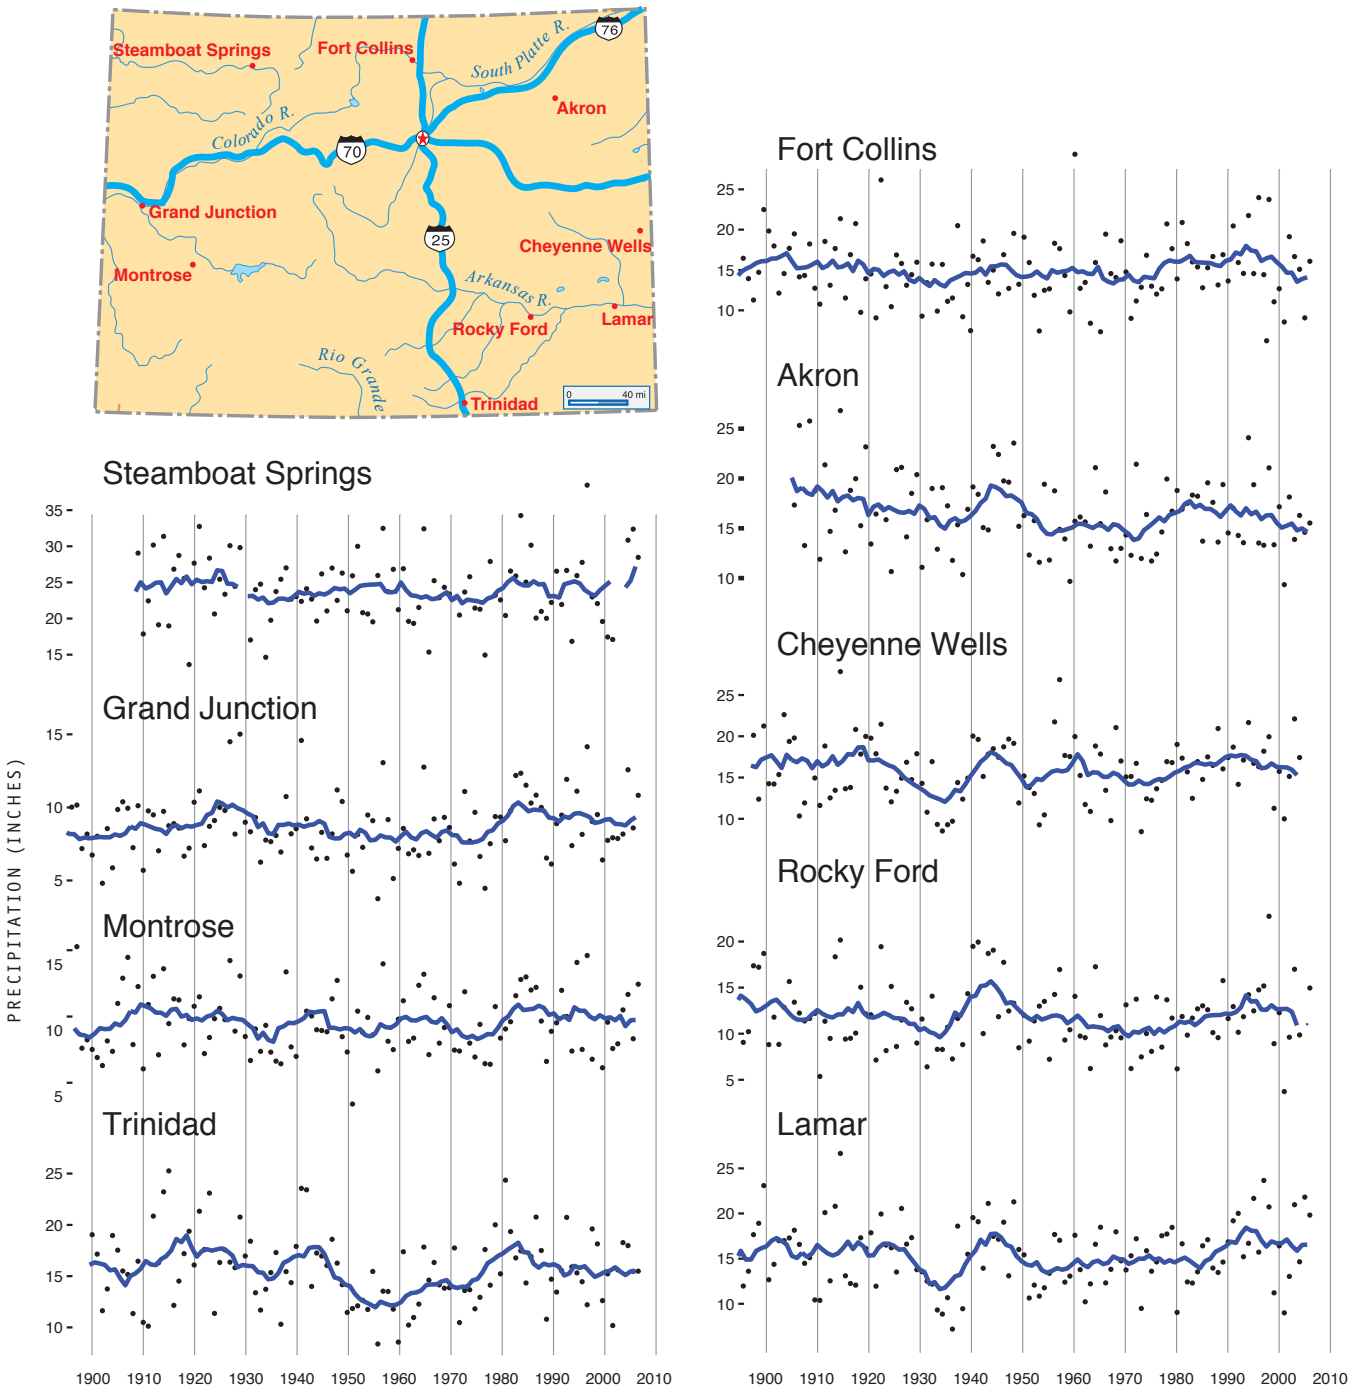 76
Steamboat Springs
Fort Collins
South Platte R.
Akron
Colorado R.
70
Grand Junction
25
Cheyenne Wells
Montrose
Arkansas R.
Rocky Ford
Lamar
Rio Grande
0 40 mi
Trinidad
PRECIPITATION (INCHES)
Steamboat Springs
35
30
25
20
15
Grand Junction
15
10
5
Montrose
15
10
5
Trinidad
25
20
15
10
1900 1910 1920 1930 1940 1950 1960 1970 1980 1990 2000 2010
Fort Collins
25
20
15
10
Akron
25
20
15
10
Cheyenne Wells
25
20
15
10
Rocky Ford
20
15
10
5
Lamar
25
20
15
10
1900 1910 1920 1930 1940 1950 1960 1970 1980 1990 2000 2010